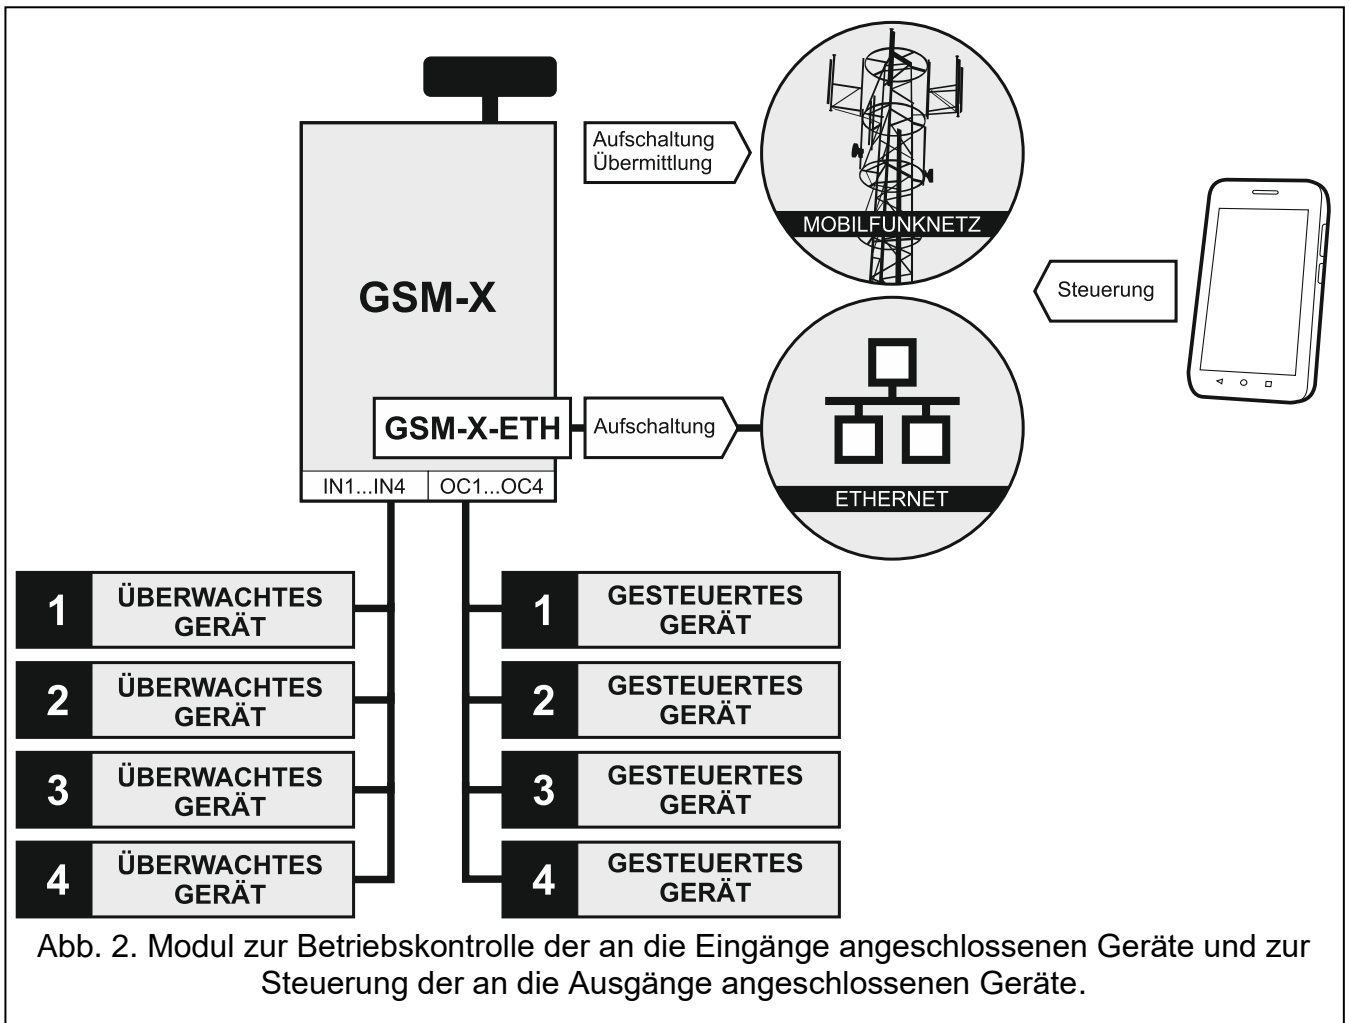 Aufschaltung
Übermittlung
MOBILFUNKNETZ
GSM-X
Steuerung
GSM-X-ETH
Aufschaltung
IN1...IN4
OC1...OC4
ETHERNET
1
ÜBERWACHTES
GERÄT
1
GESTEUERTES
GERÄT
2
ÜBERWACHTES
GERÄT
2
GESTEUERTES
GERÄT
3
ÜBERWACHTES
GERÄT
3
GESTEUERTES
GERÄT
4
ÜBERWACHTES
GERÄT
4
GESTEUERTES
GERÄT
Abb. 2. Modul zur Betriebskontrolle der an die Eingänge angeschlossenen Geräte und zur
Steuerung der an die Ausgänge angeschlossenen Geräte.